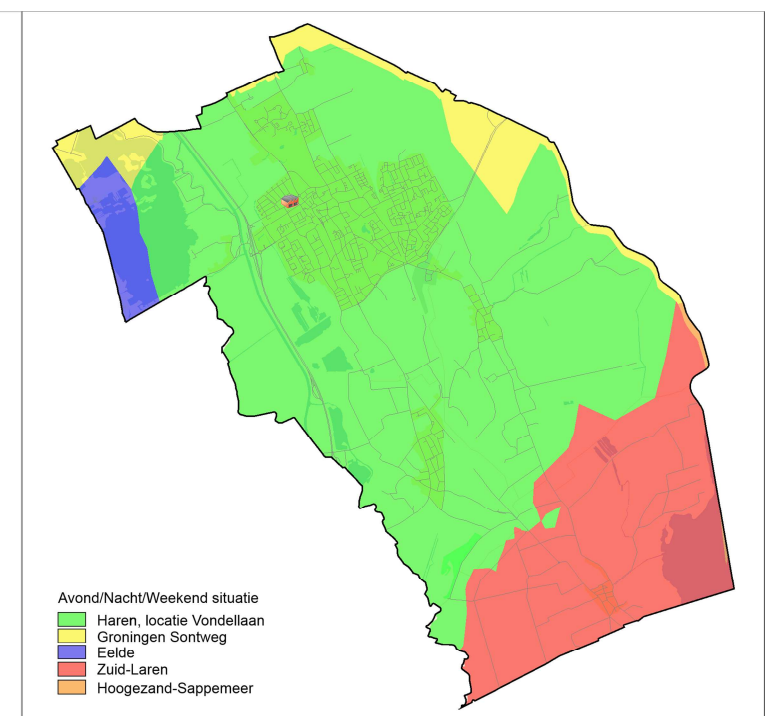 Avond/Nacht/Weekend situatie
Haren, locatie Vondellaan
Groningen Sontweg
Eelde
Zuid-Laren
Hoogezand-Sappemeer